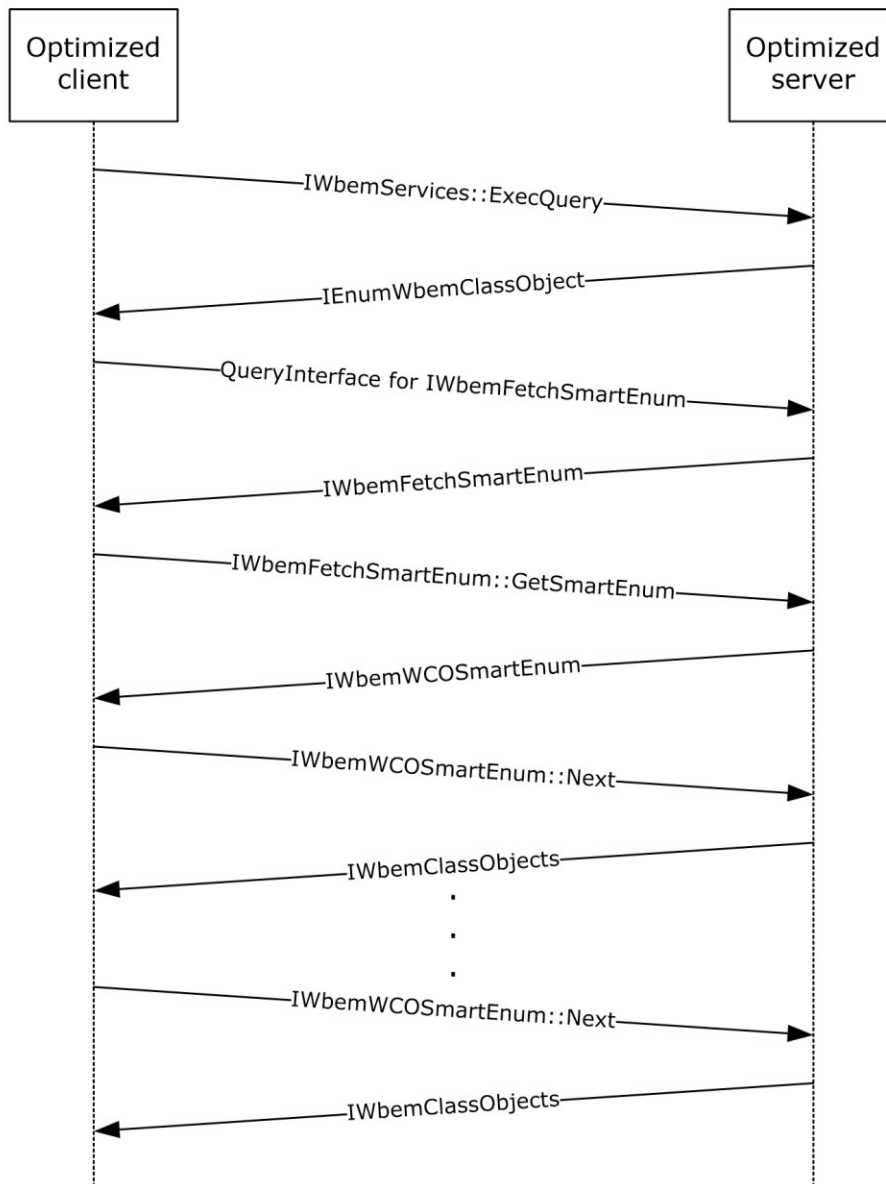 Optimized
client
Optimized
server
IWbemServices::ExecQuery
IEnumWbemClassObject
QueryInterface for IWbemFetchSmartEnum
IWbemFetchSmartEnum
IWbemFetchSmartEnum::GetSmartEnum
IWbemWCOSmartEnum
IWbemWCOSmartEnum::Next
IWbemClassObjects
.
.
.
IWbemWCOSmartEnum::Next
IWbemClassObjects